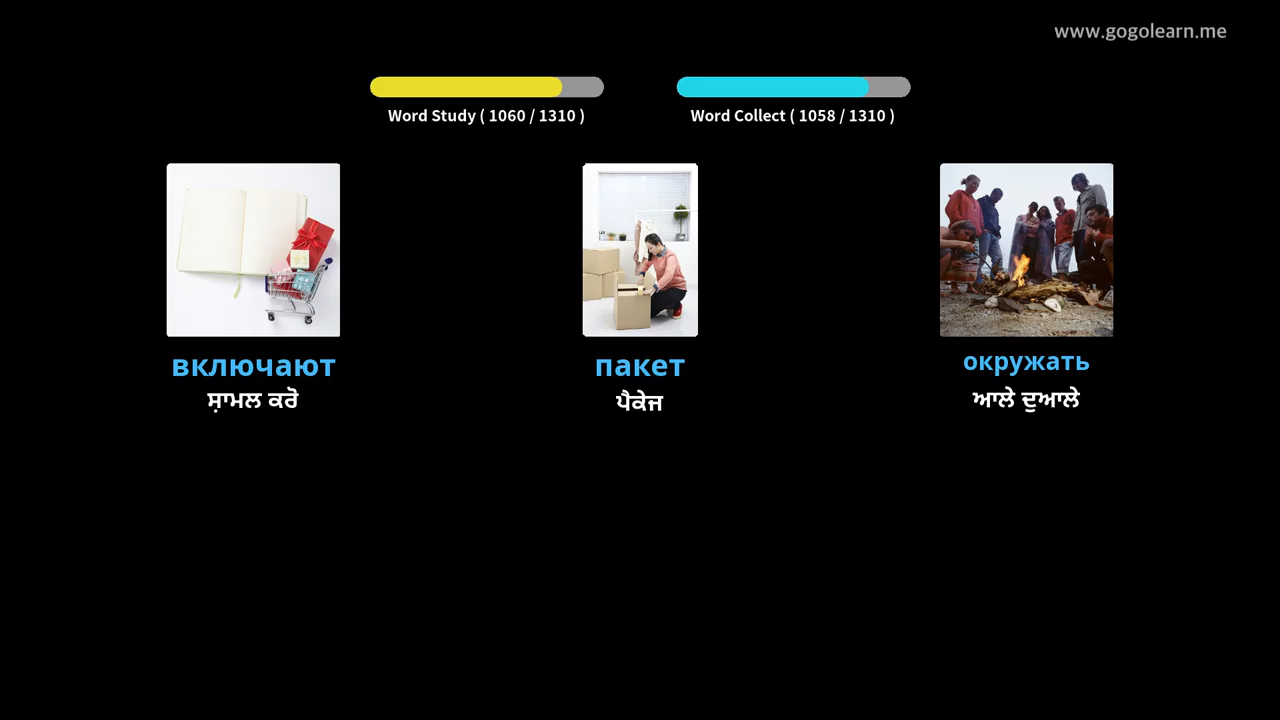 www.gogolearn.me
Word Study ( 1060 / 1310 )
Word Collect ( 1058 / 1310 )
включают
пакет
окружать
ਸ਼ਾਮਲ ਕਰੋ
ਪੈਕੇਜ
ਆਲੇ ਦੁਆਲੇ